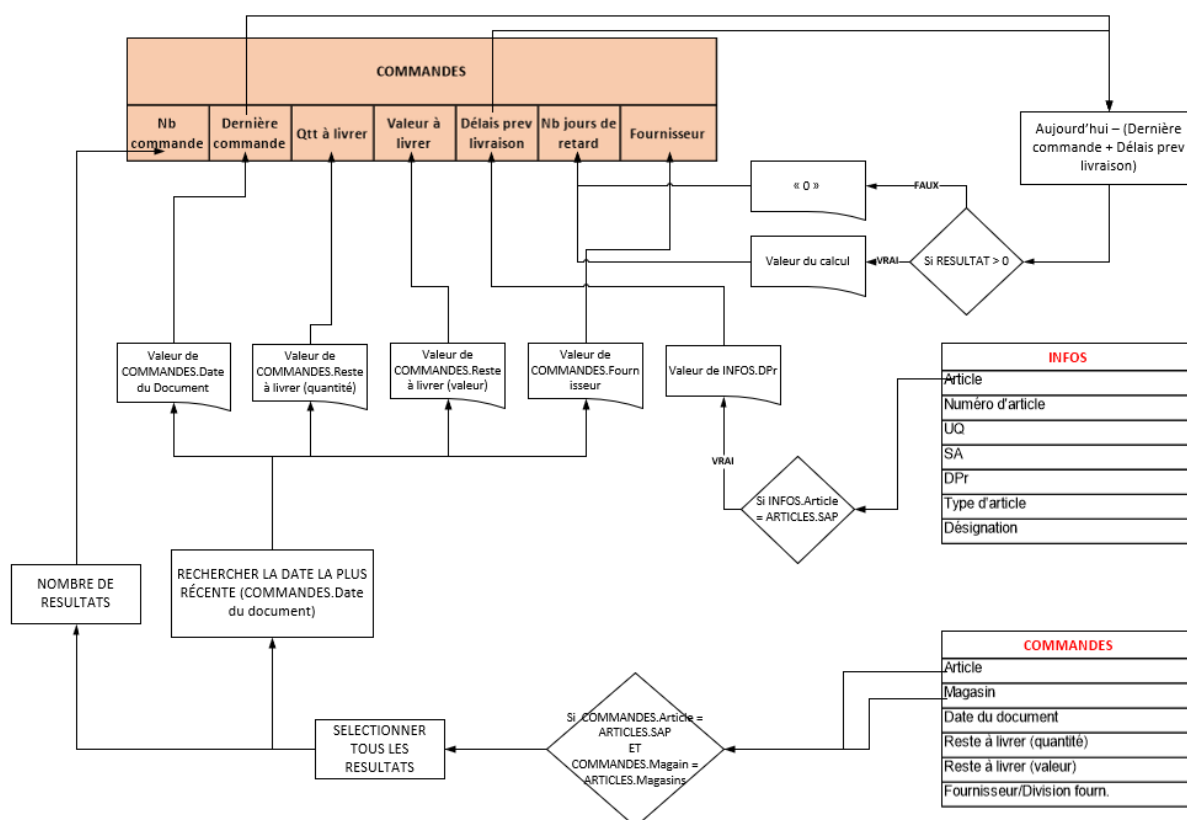 COMMANDES
Nb
commande
Dernière
commande
Qtt à livrer
Valeur à
livrer
Délais prev
livraison
Nb jours de
retard
Fournisseur
Aujourd'hui – (Dernière
commande + Délais prev
livraison)
« 0 »
FAUX
Valeur du calcul
VRAI
Si RESULTAT > 0
Valeur de
COMMANDES.Date
du Document
Valeur de
COMMANDES.Reste
à livrer (quantité)
Valeur de
COMMANDES.Reste
à livrer (valeur)
Valeur de
COMMANDES.Fourn
isseur
Valeur de INFOS.DPr
INFOS
Article
Numéro d'article
UQ
SA
DPr
Type d'article
Désignation
VRAI
Si INFOS.Article
= ARTICLES.SAP
NOMBRE DE
RESULTATS
RECHERCHER LA DATE LA PLUS
RÉCENTE (COMMANDES.Date
du document)
COMMANDES
Article
Magasin
Date du document
Reste à livrer (quantité)
Reste à livrer (valeur)
Fournisseur/Division fourn.
SELECTIONNER
TOUS LES
RESULTATS
Si COMMANDES.Article =
ARTICLES.SAP
ET
COMMANDES.Magain =
ARTICLES.Magasins